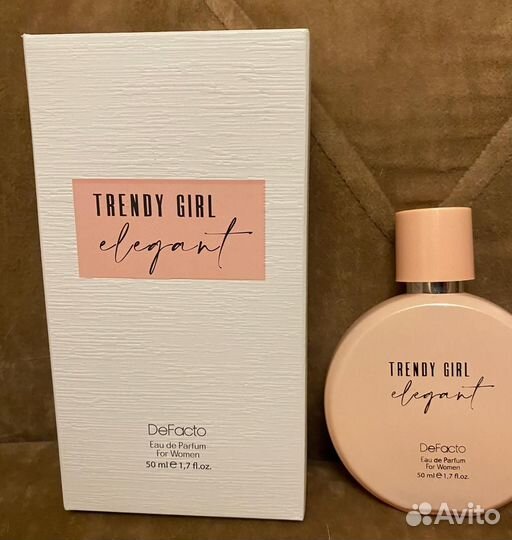 TRENDY GIRL
elegant
DeFacto
Eau de Parfum
For Women
50 ml e 1,7 fl.oz.
TRENDY GIRL
elegant
DeFacto
Eau de Parfum
For Women
50 ml e 1,7 fl.oz.
Avito